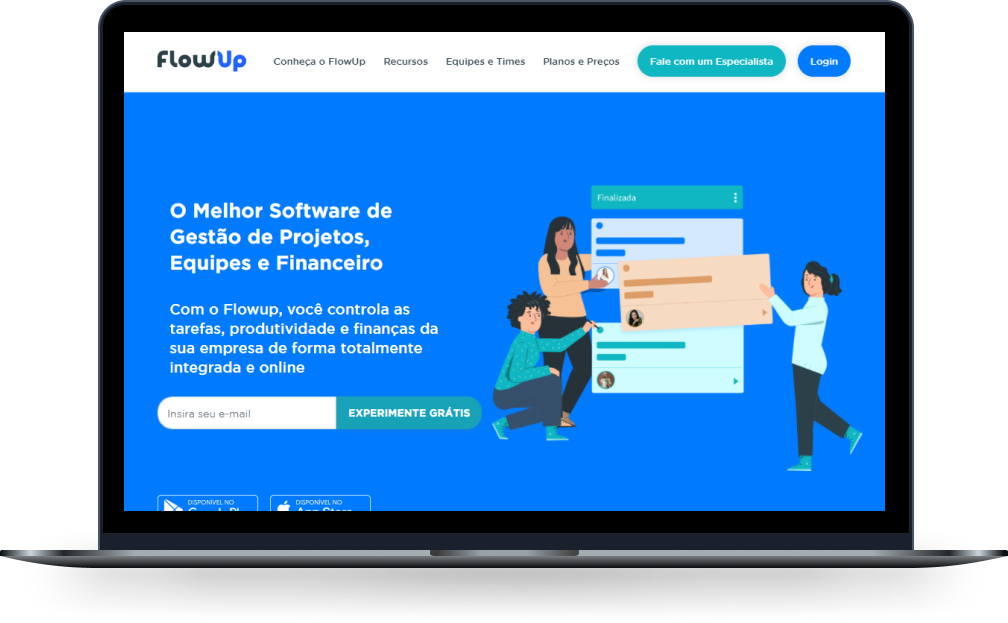 FlowUp
Conheça o FlowUp
Recursos
Equipes e Times
Planos e Preços
Fale com um Especialista
Login
Finalizada
O Melhor Software de
Gestão de Projetos,
Equipes e Financeiro
Com o Flowup, você controla as
tarefas, produtividade e finanças da
sua empresa de forma totalmente
integrada e online
Insira seu e-mail
EXPERIMENTE GRÁTIS
DISPONÍVEL NO
DISPONÍVEL NO
App Store